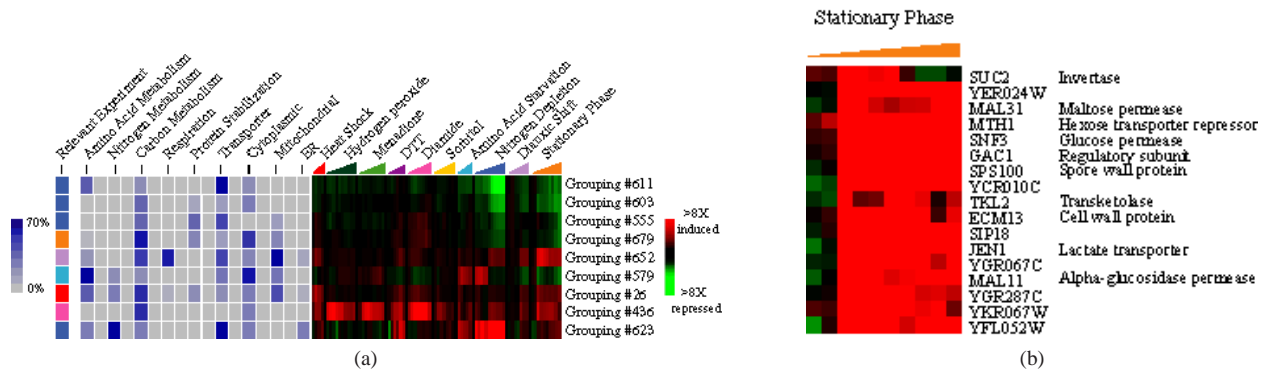 Relevant Experiment
Amino Acid Metabolism
Nitrogen Metabolism
Carbon Metabolism
Respiration
Protein Stabilization
Transporter
Cytoplasmic
Mitochondrial
ER
Heat Shock
Hydrogen peroxide
Menadione
DTT
Diamide
Sorbitol
Amino Acid Starvation
Nitrogen Depletion
Diauxic Shift
Stationary Phase
70%
0%
Grouping #611
Grouping #603
Grouping #555
Grouping #679
Grouping #652
Grouping #579
Grouping #26
Grouping #436
Grouping #623
>8X
induced
>8X
repressed
(a)
Stationary Phase
SUC2 Invertase
YER024W
MAL31 Maltose permease
MTH1 Hexose transporter repressor
SNF3 Glucose permease
GAC1 Regulatory subunit
SPS100 Spore wall protein
YCR010C
TKL2 Transketolase
ECM13 Cell wall protein
SIP18
JEN1 Lactate transporter
YGR067C
MAL11 Alpha-glucosidase permease
YGR287C
YKR067W
YFL052W
(b)